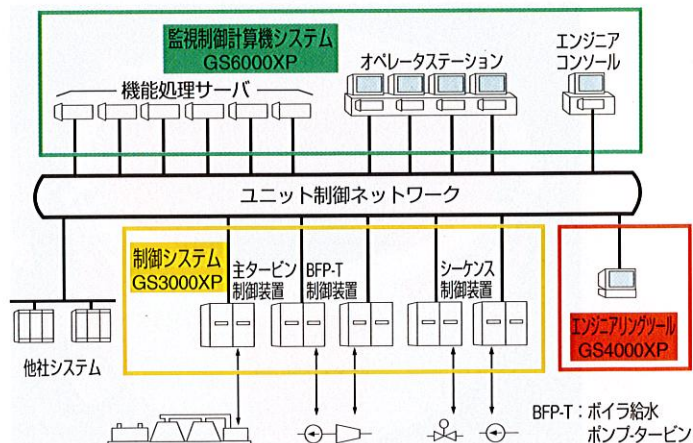 監視制御計算機システム
GS6000XP
機能処理サーバ
オペレータステーション
エンジニア
コンソール
ユニット制御ネットワーク
制御システム
GS3000XP
主タービン
制御装置
BFP-T
制御装置
シーケンス
制御装置
他社システム
エンジニアリングツール
GS4000XP
BFP-T：ボイラ給水
ポンプ・タービン